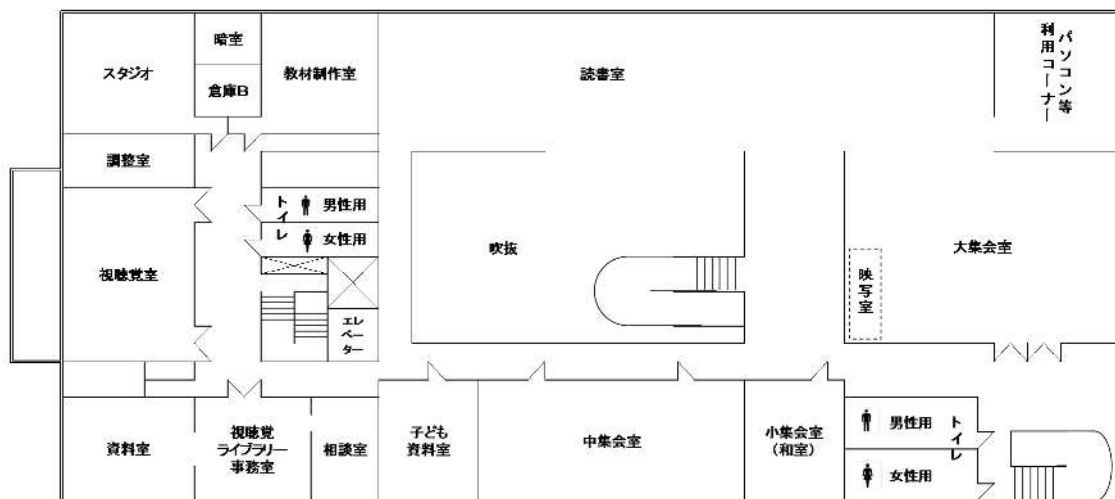 暗室
スタジオ
教材制作室
読書室
パソコン等
利用コーナー
倉庫B
調整室
トイレ
男性用
女性用
視聴覚室
吹抜
大集会室
映写室
エレベーター
資料室
視聴覚
ライブラリー
事務室
相談室
子ども
資料室
中集会室
小集会室
(和室)
男性用
トイレ
女性用